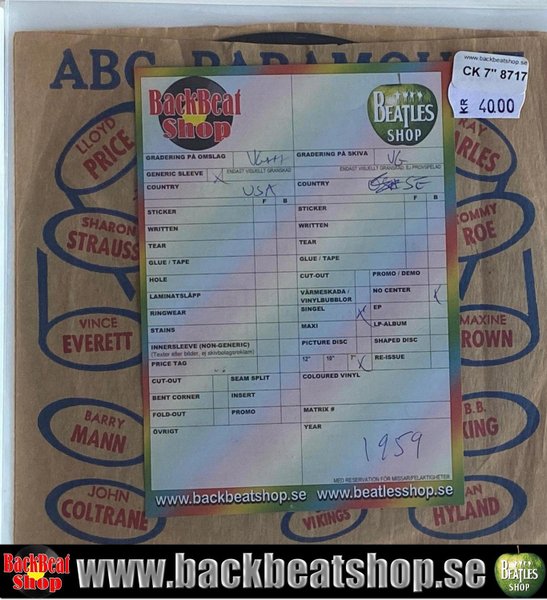 ABC PARAMOU
www.backbeatshop.se
CK 7" 8717
KR 40.00
LLOYD
PRICE
RAY
ARLES
SHARON
STRAUSS
TOMMY
ROE
VINCE
EVERETT
MAXINE
ROWN
BARRY
MANN
B.B.
KING
JOHN
COLTRANE
VIKINGS
AN
HYLAND
BackBeat
Shop
BEATLES
SHOP
GRADERING PÅ OMSLAG VG++
GRADERING PÅ SKIVA VG
ENDAST VISUELLT GRANSKAD
ENDAST VISUELLT GRANSKAD, EJ PROVSPELAD
GENERIC SLEEVE X
COUNTRY USA
COUNTRY SE
F B
F B
STICKER
STICKER
WRITTEN
WRITTEN
TEAR
TEAR
GLUE / TAPE
GLUE / TAPE
HOLE
CUT-OUT
PROMO / DEMO
LAMINATSLÄPP
VÄRMESKADA /
VINYLBUBBLOR
NO CENTER X
RINGWEAR
SINGEL X
EP
STAINS
MAXI
LP-ALBUM
INNERSLEEVE (NON-GENERIC)
(Texter eller bilder, ej skivbolagsreklam)
PICTURE DISC
SHAPED DISC
PRICE TAG
12" 10" 7" X
RE-ISSUE
CUT-OUT
SEAM SPLIT
COLOURED VINYL
BENT CORNER
INSERT
FOLD-OUT
PROMO
MATRIX #
ÖVRIGT
YEAR
1959
MED RESERVATION FÖR MISSAR/FELAKTIGHETER
www.backbeatshop.se www.beatlesshop.se
BackBeat
Shop
www.backbeatshop.se
BEATLES
SHOP